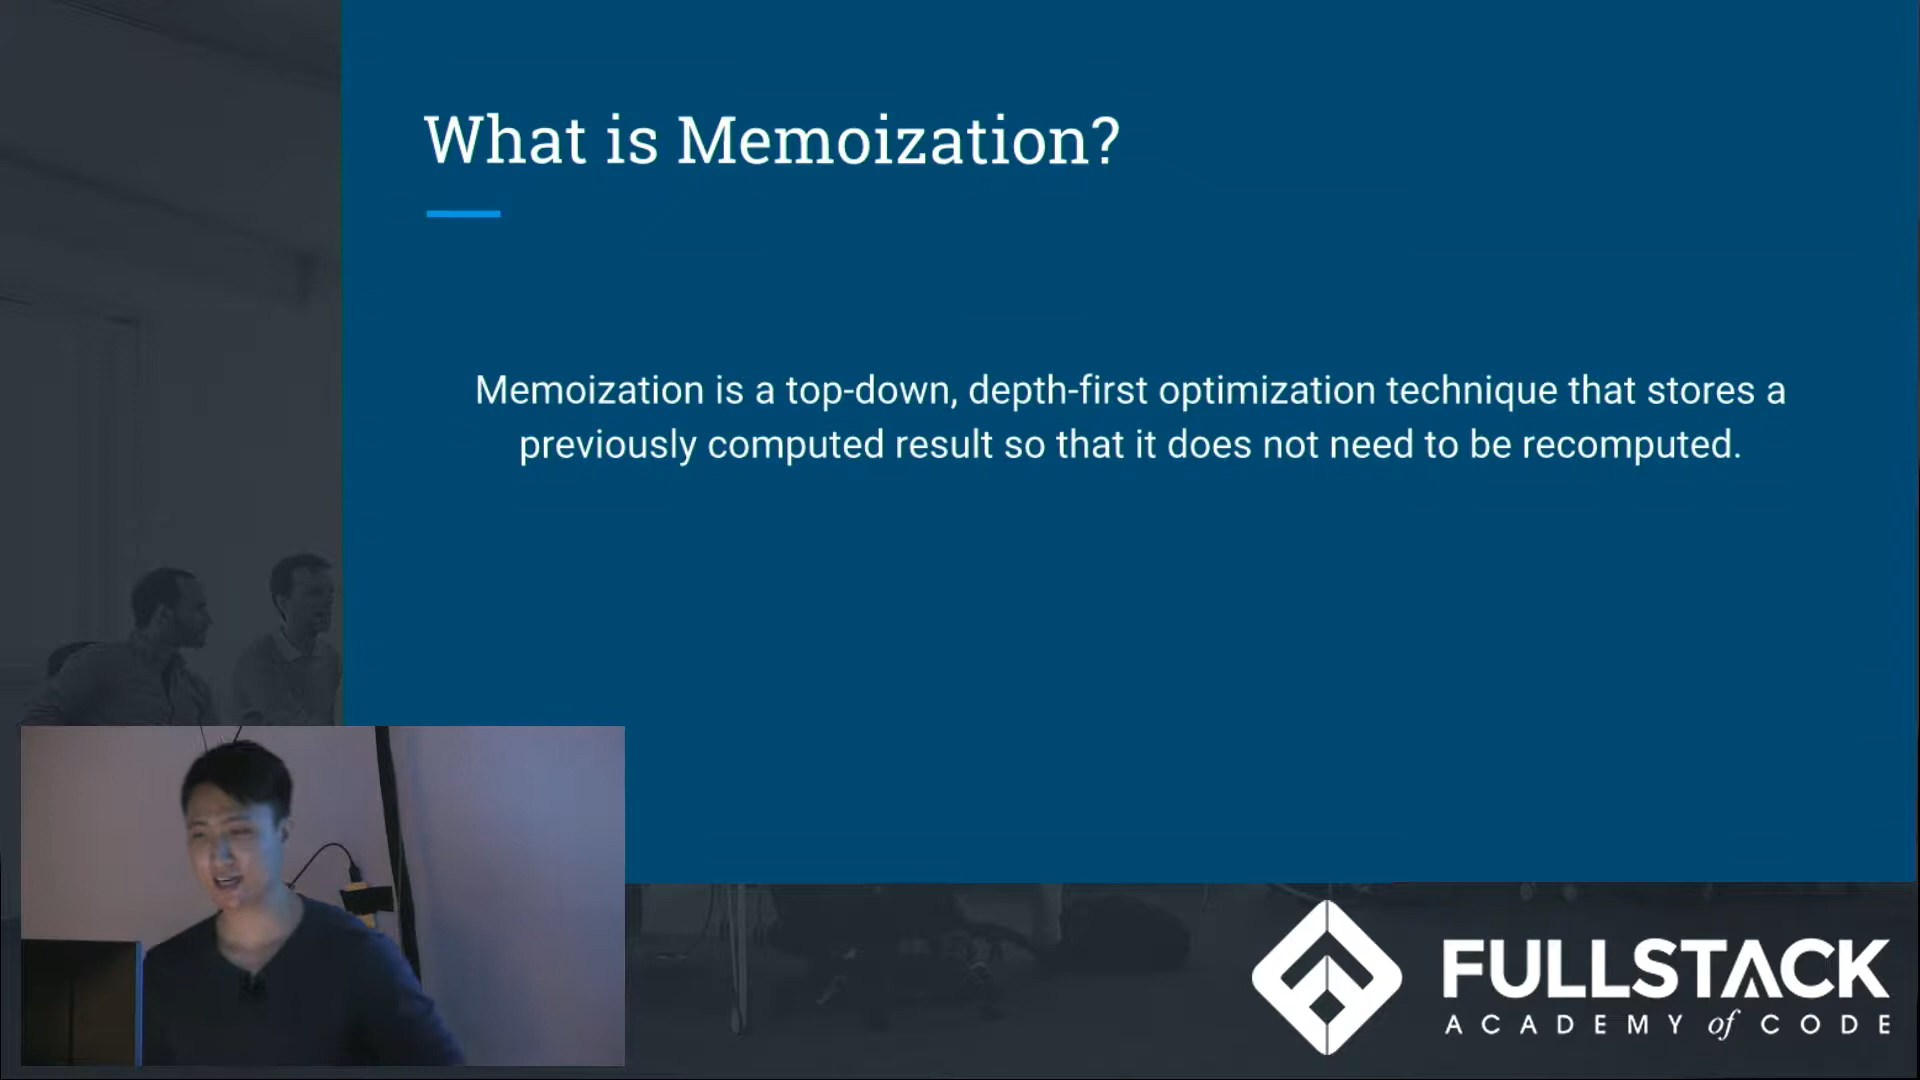 What is Memoization?
Memoization is a top-down, depth-first optimization technique that stores a
previously computed result so that it does not need to be recomputed.
FULLSTACK
ACADEMY of CODE